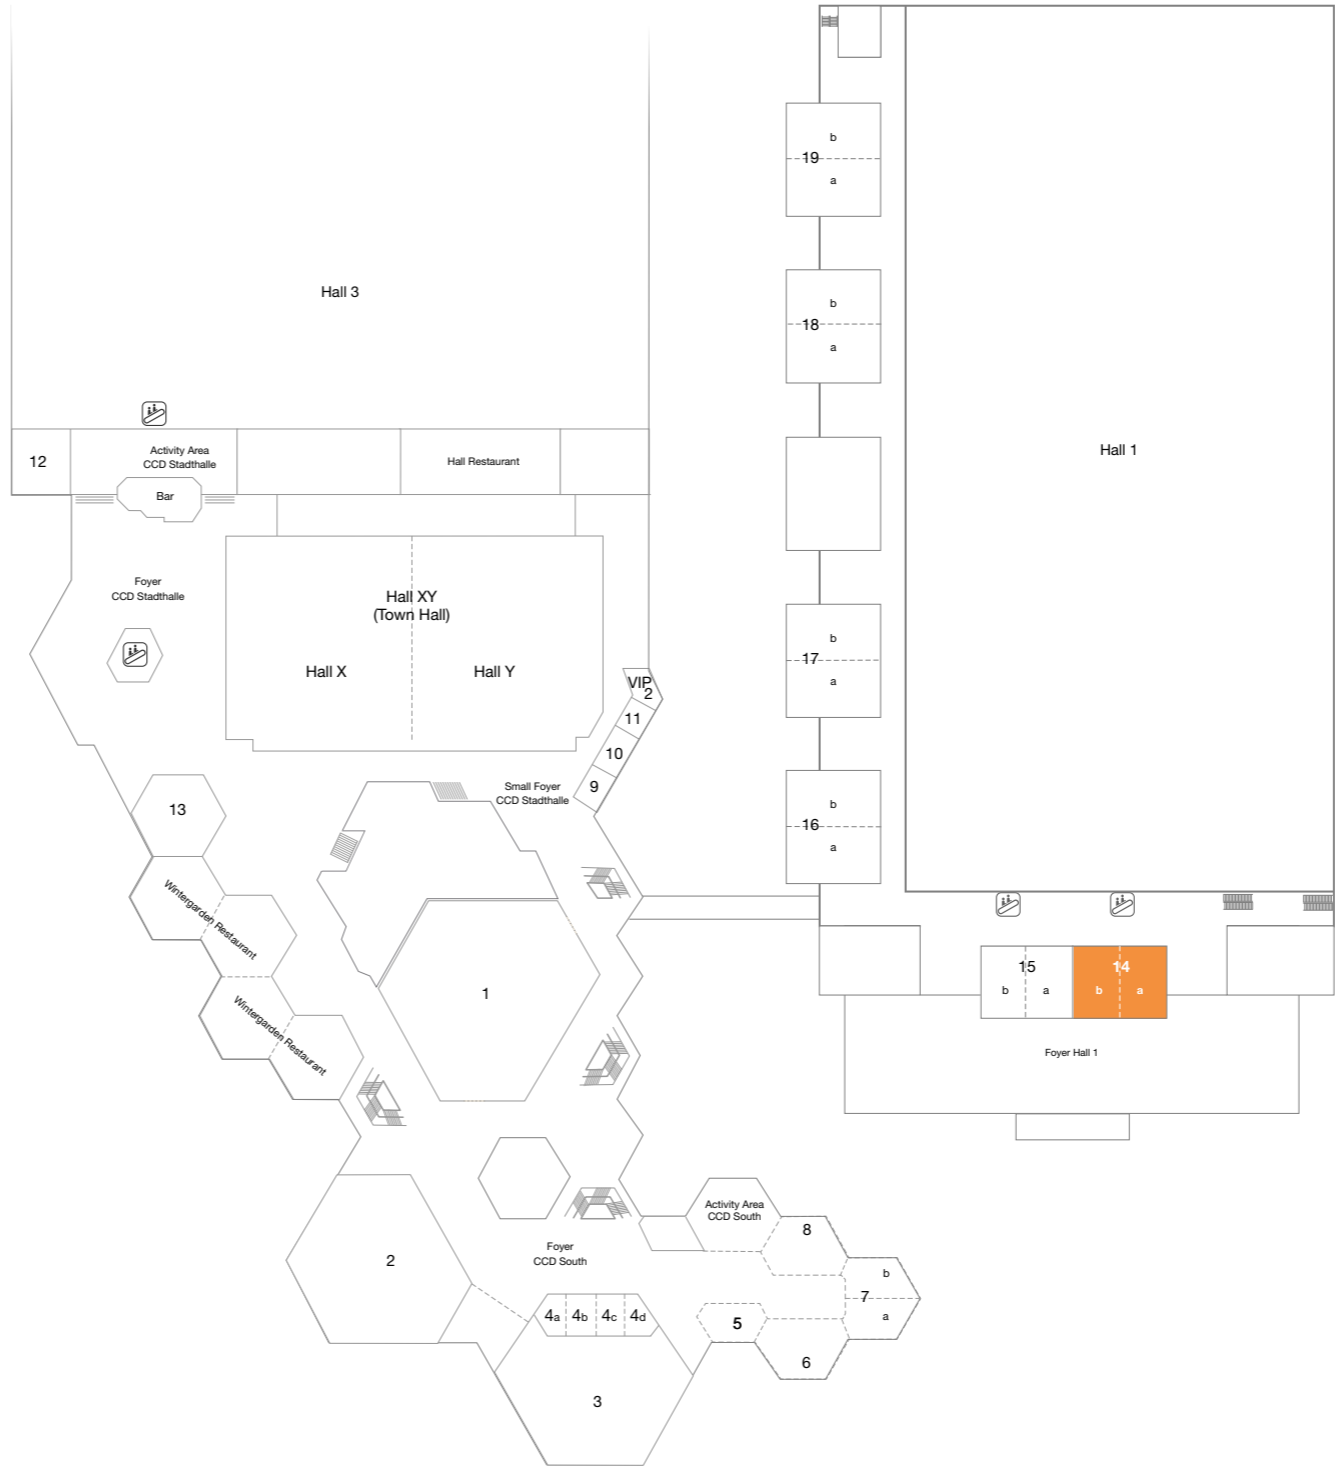 b
19
a
Hall 3
b
18
a
Hall 1
12
Activity Area
CCD Stadthalle
Hall Restaurant
Bar
Foyer
CCD Stadthalle
Hall XY
(Town Hall)
Hall X
Hall Y
b
17
a
VIP
2
11
10
9
Small Foyer
CCD Stadthalle
13
b
16
a
Wintergarden Restaurant
Wintergarden Restaurant
1
15
b
a
14
b
a
Foyer Hall 1
2
Foyer
CCD South
Activity Area
CCD South
8
b
7
a
4a
4b
4c
4d
5
6
3